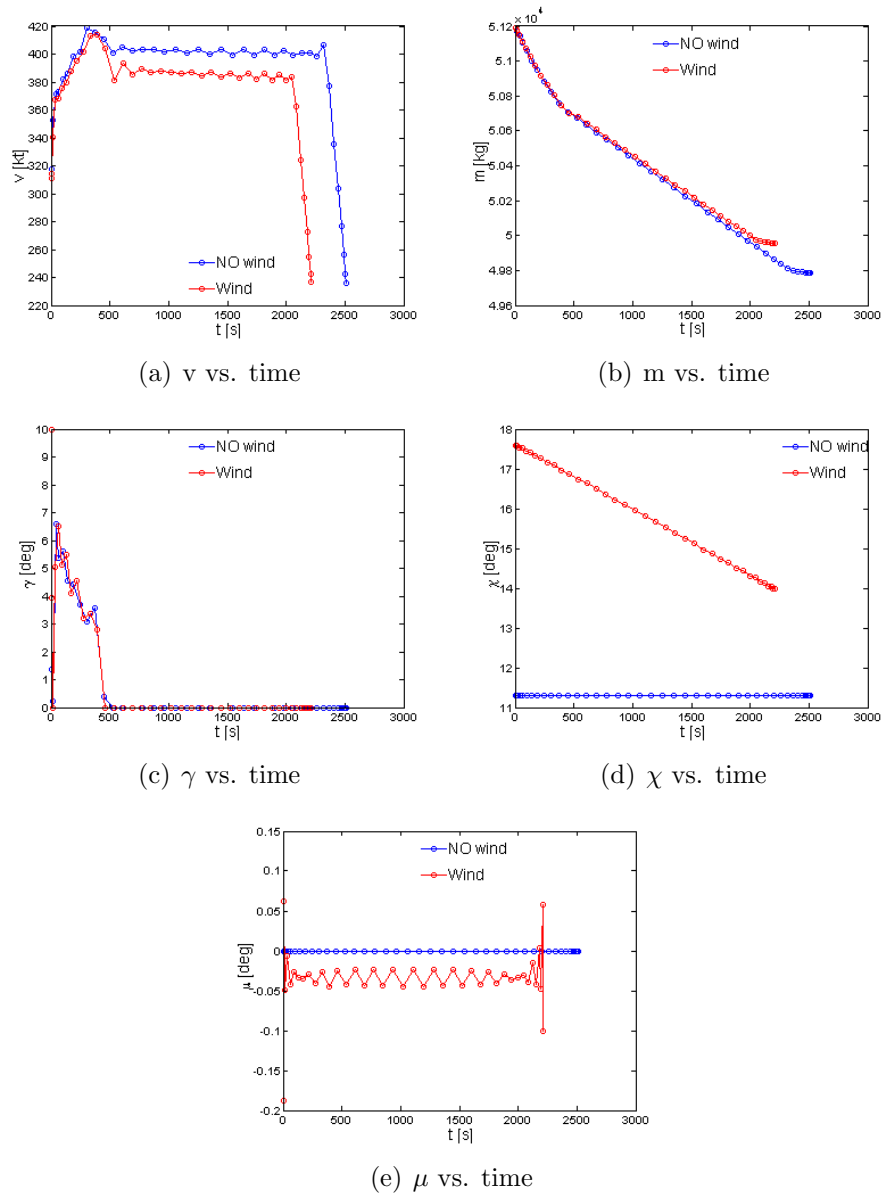 420
400
380
360
340
320
300
280
260
240
220
v [kt]
NO wind
Wind
0 500 1000 1500 2000 2500 3000
t [s]
(a) v vs. time
× 10⁴
5.12
5.1
5.08
5.06
5.04
5.02
5
4.98
4.96
m [kg]
NO wind
Wind
0 500 1000 1500 2000 2500 3000
t [s]
(b) m vs. time
10
9
8
7
6
5
4
3
2
1
0
γ [deg]
NO wind
Wind
0 500 1000 1500 2000 2500 3000
t [s]
(c) γ vs. time
18
17
16
15
14
13
12
11
χ [deg]
NO wind
Wind
0 500 1000 1500 2000 2500 3000
t [s]
(d) χ vs. time
0.15
0.1
0.05
0
-0.05
-0.1
-0.15
-0.2
μ [deg]
NO wind
Wind
0 500 1000 1500 2000 2500 3000
t [s]
(e) μ vs. time